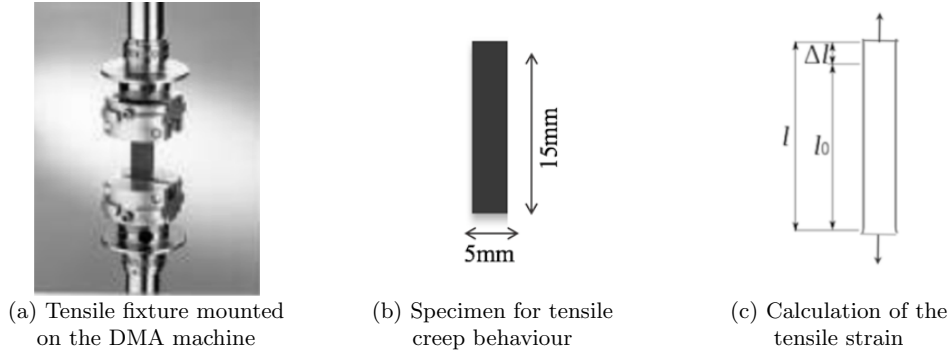 15mm
5mm
Δl
l
l0
(a) Tensile fixture mounted
on the DMA machine
(b) Specimen for tensile
creep behaviour
(c) Calculation of the
tensile strain